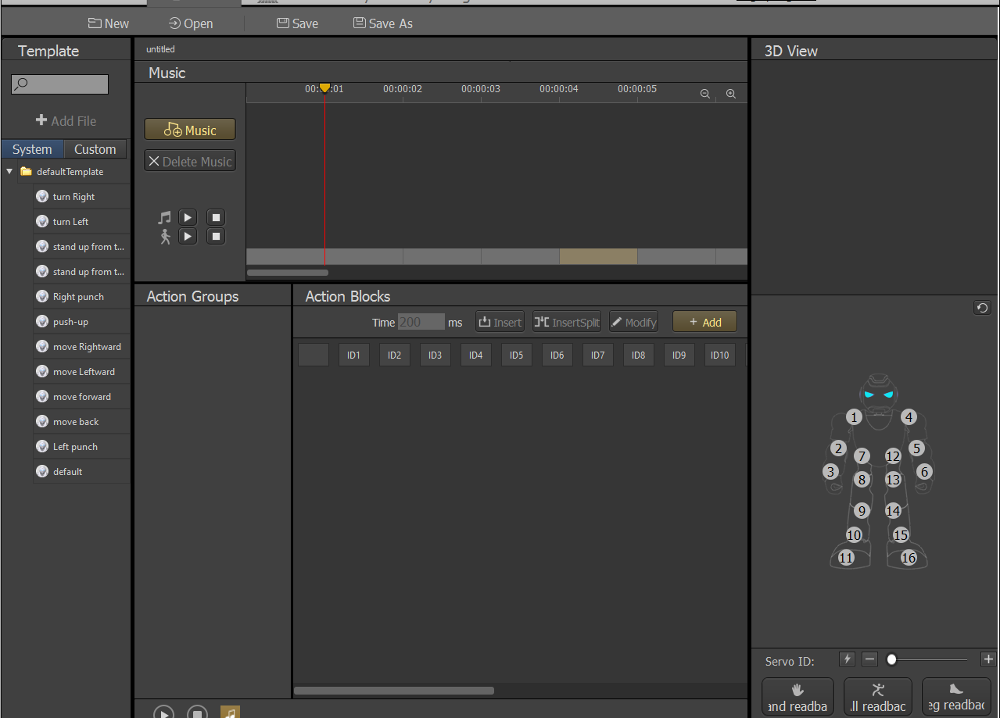 New Open Save Save As
Template
Add File
System Custom
defaultTemplate
turn Right
turn Left
stand up from t...
stand up from t...
Right punch
push-up
move Rightward
move Leftward
move forward
move back
Left punch
default
untitled
Music
00:00:02 00:00:03 00:00:04 00:00:05
Music
Delete Music
Action Groups
Action Blocks
Time 200 ms Insert InsertSplit Modify + Add
ID1 ID2 ID3 ID4 ID5 ID6 ID7 ID8 ID9 ID10
3D View
1 4
2 5
7 12
3 6
8 13
9 14
10 15
11 16
Servo ID:
and readba ll readbac eg readbac